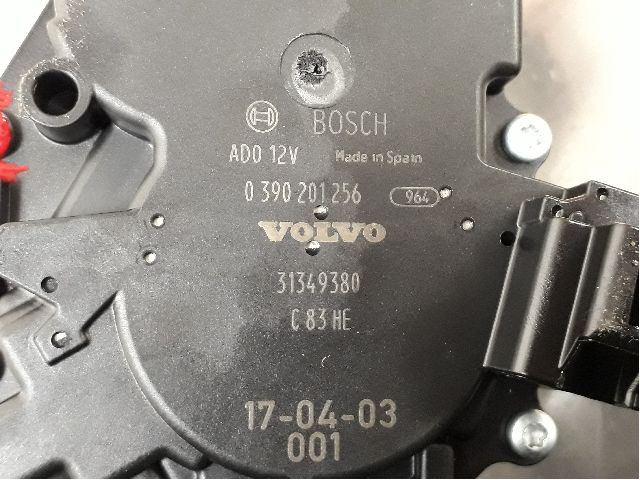 BOSCH
ADO 12V Made in Spain
0 390 201 256 964
VOLVO
31349380
C 83 HE
17-04-03
001